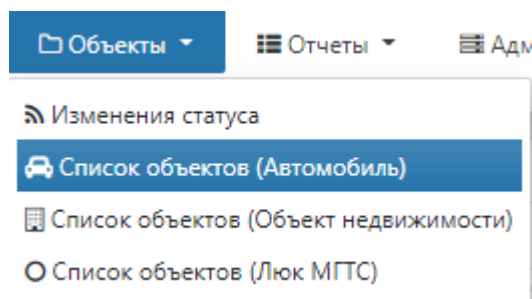 Объекты Отчеты
Изменения статуса
Список объектов (Автомобиль)
Список объектов (Объект недвижимости)
Список объектов (Люк МГТС)